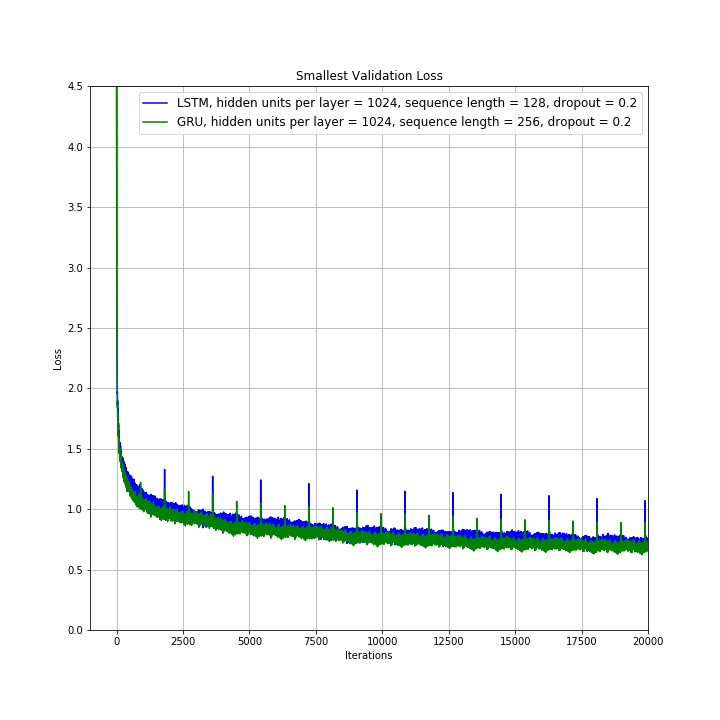 Smallest Validation Loss
LSTM, hidden units per layer = 1024, sequence length = 128, dropout = 0.2
GRU, hidden units per layer = 1024, sequence length = 256, dropout = 0.2
4.5
4.0
3.5
3.0
2.5
2.0
1.5
1.0
0.5
0.0
Loss
0 2500 5000 7500 10000 12500 15000 17500 20000
Iterations